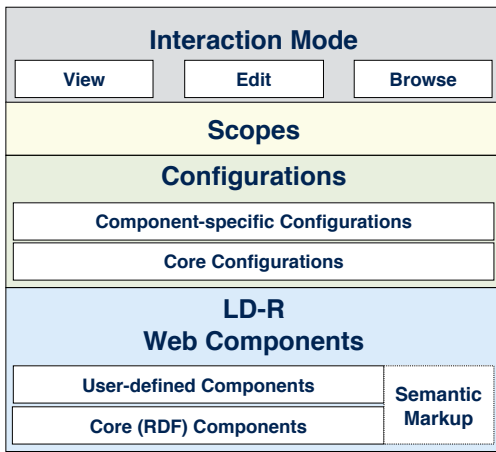 Interaction Mode
View Edit Browse
Scopes
Configurations
Component-specific Configurations
Core Configurations
LD-R
Web Components
User-defined Components
Core (RDF) Components
Semantic
Markup